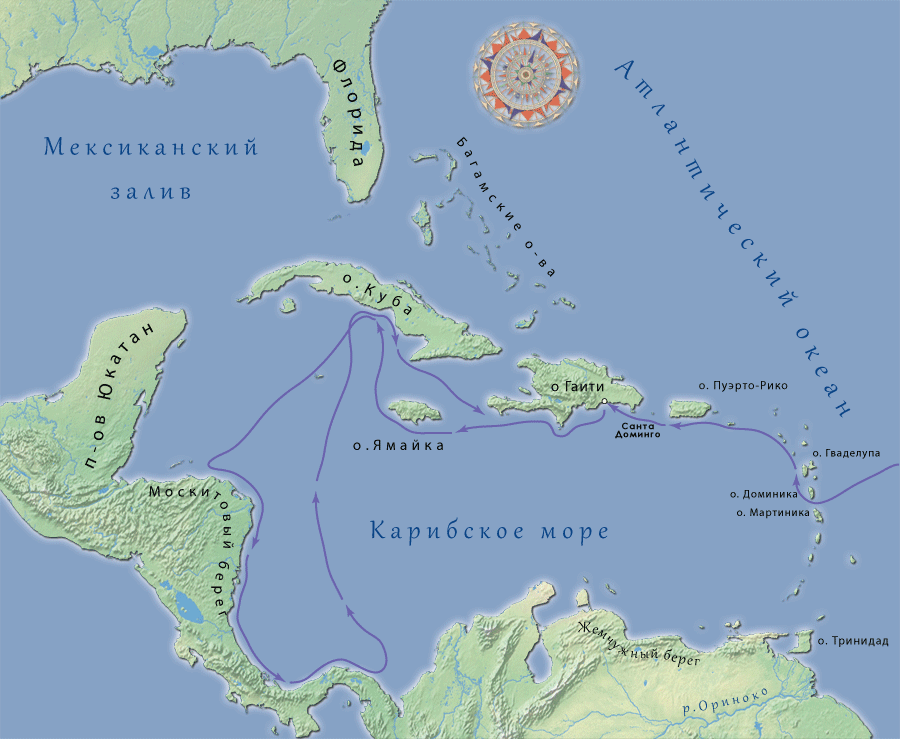 Флорида
Мексиканский
залив
Атлантический океан
Багамские о-ва
о.Куба
п-ов Юкатан
о Гаити
о. Пуэрто-Рико
Санта
Доминго
о.Ямайка
о. Гваделупа
Москитовый берег
о. Доминика
о. Мартиника
Карибское море
Жемчужный берег
о. Тринидад
р.Ориноко